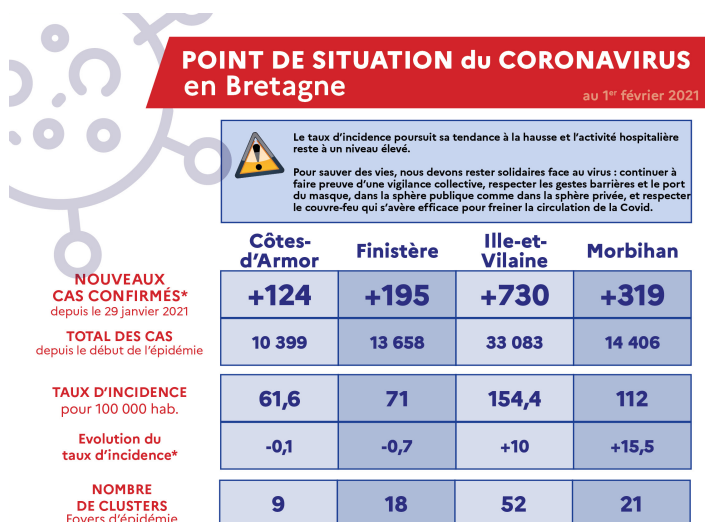 POINT DE SITUATION du CORONAVIRUS
en Bretagne
au 1er février 2021
Le taux d'incidence poursuit sa tendance à la hausse et l'activité hospitalière
reste à un niveau élevé.
Pour sauver des vies, nous devons rester solidaires face au virus : continuer à
faire preuve d'une vigilance collective, respecter les gestes barrières et le port
du masque, dans la sphère publique comme dans la sphère privée, et respecter
le couvre-feu qui s'avère efficace pour freiner la circulation de la Covid.
Côtes-
d'Armor
Finistère
Ille-et-
Vilaine
Morbihan
NOUVEAUX
CAS CONFIRMÉS*
depuis le 29 janvier 2021
+124 +195 +730 +319
TOTAL DES CAS
depuis le début de l'épidémie
10 399 13 658 33 083 14 406
TAUX D'INCIDENCE
pour 100 000 hab.
61,6 71 154,4 112
Evolution du
taux d'incidence*
-0,1 -0,7 +10 +15,5
NOMBRE
DE CLUSTERS
Foyers d'épidémie
9 18 52 21